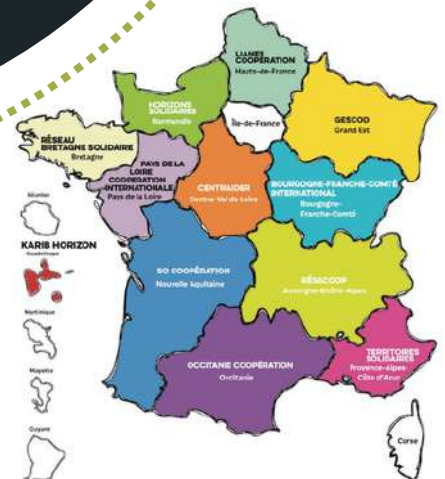 LIANES
COOPÉRATION
Hauts-de-France
HORIZONS
SOLIDAIRES
Normandie
Île-de-France
GESCOD
Grand Est
RÉSEAU
BRETAGNE SOLIDAIRE
Bretagne
PAYS DE LA
LOIRE
COOPÉRATION
INTERNATIONALE
Pays de la Loire
CENTRAIDER
Centre-Val de Loire
BOURGOGNE-FRANCHE-COMTÉ
INTERNATIONAL
Bourgogne-
Franche-Comté
Réunion
KARIB HORIZON
Guadeloupe
SO COOPÉRATION
Nouvelle Aquitaine
RÉSACOOP
Auvergne-Rhône-Alpes
Martinique
Mayotte
OCCITANIE COOPÉRATION
Occitanie
TERRITOIRES
SOLIDAIRES
Provence-Alpes-
Côte d'Azur
Guyane
Corse